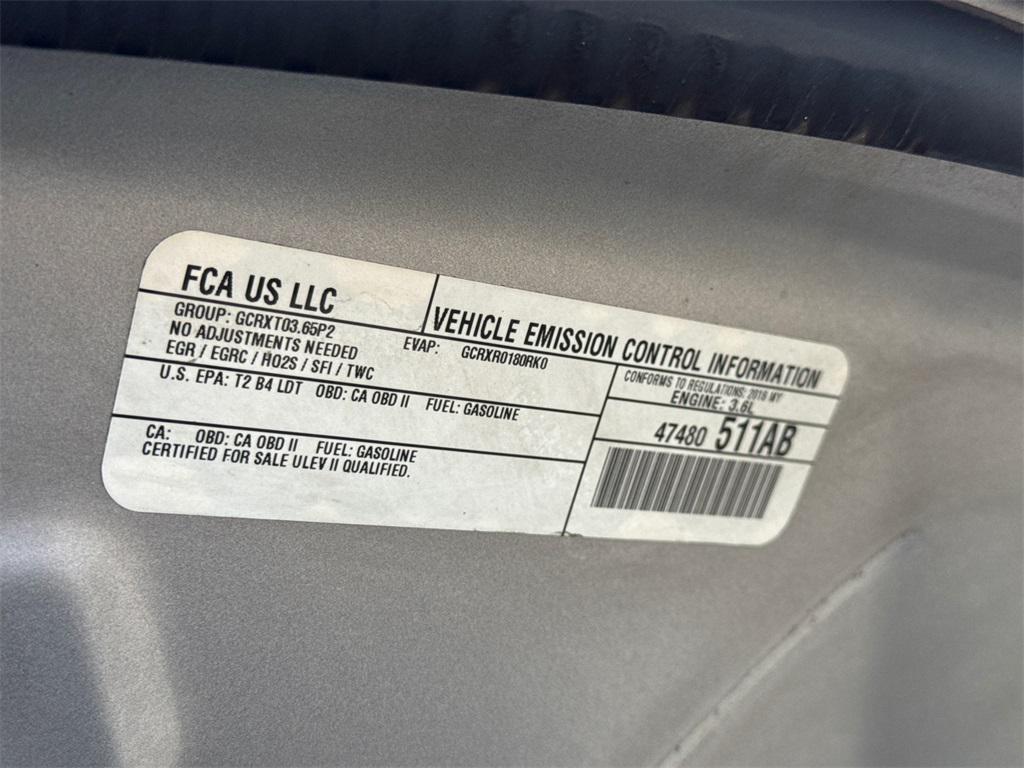 FCA US LLC
VEHICLE EMISSION CONTROL INFORMATION
GROUP: GCRXT03.65P2
EVAP: GCRXR0180RK0
NO ADJUSTMENTS NEEDED
EGR / EGRC / HO2S / SFI / TWC
U.S. EPA: T2 B4 LDT OBD: CA OBD II FUEL: GASOLINE
CA: OBD: CA OBD II FUEL: GASOLINE
CERTIFIED FOR SALE ULEV II QUALIFIED.
CONFORMS TO REGULATIONS: 2016 MY
ENGINE: 3.6L
47480 511AB